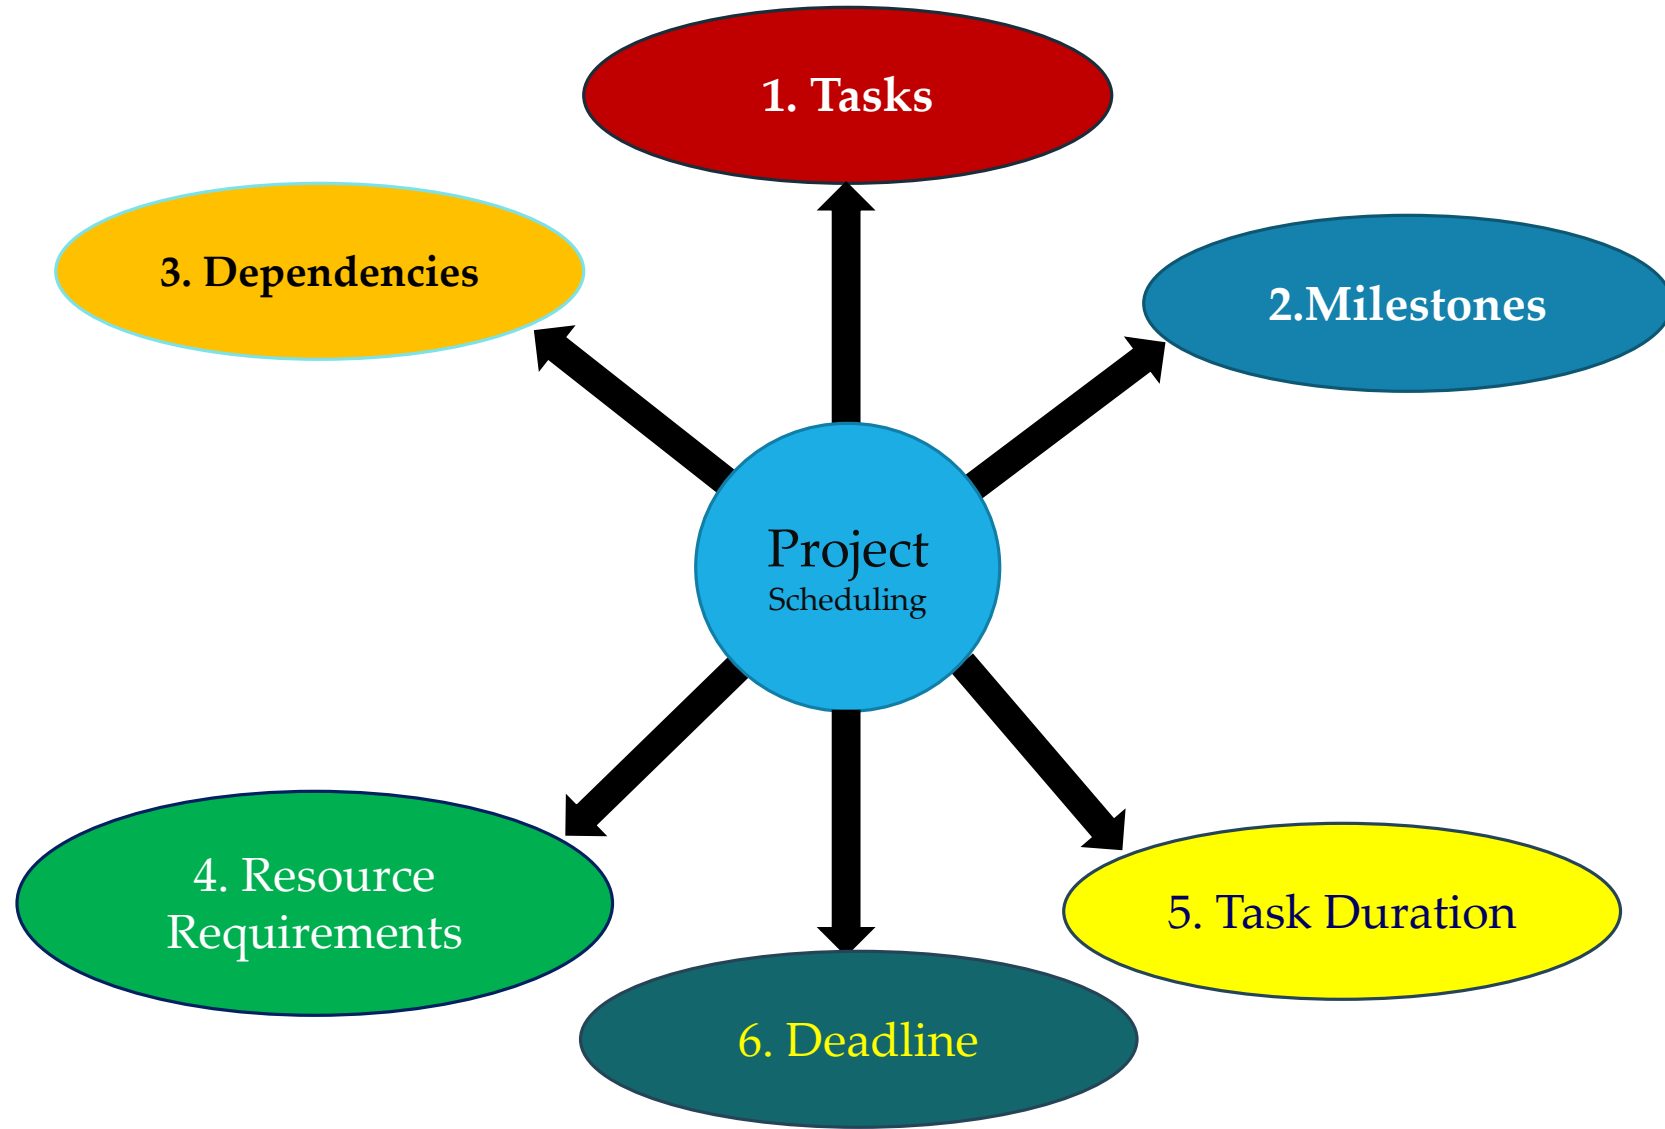 1. Tasks
2.Milestones
3. Dependencies
Project
Scheduling
4. Resource
Requirements
5. Task Duration
6. Deadline